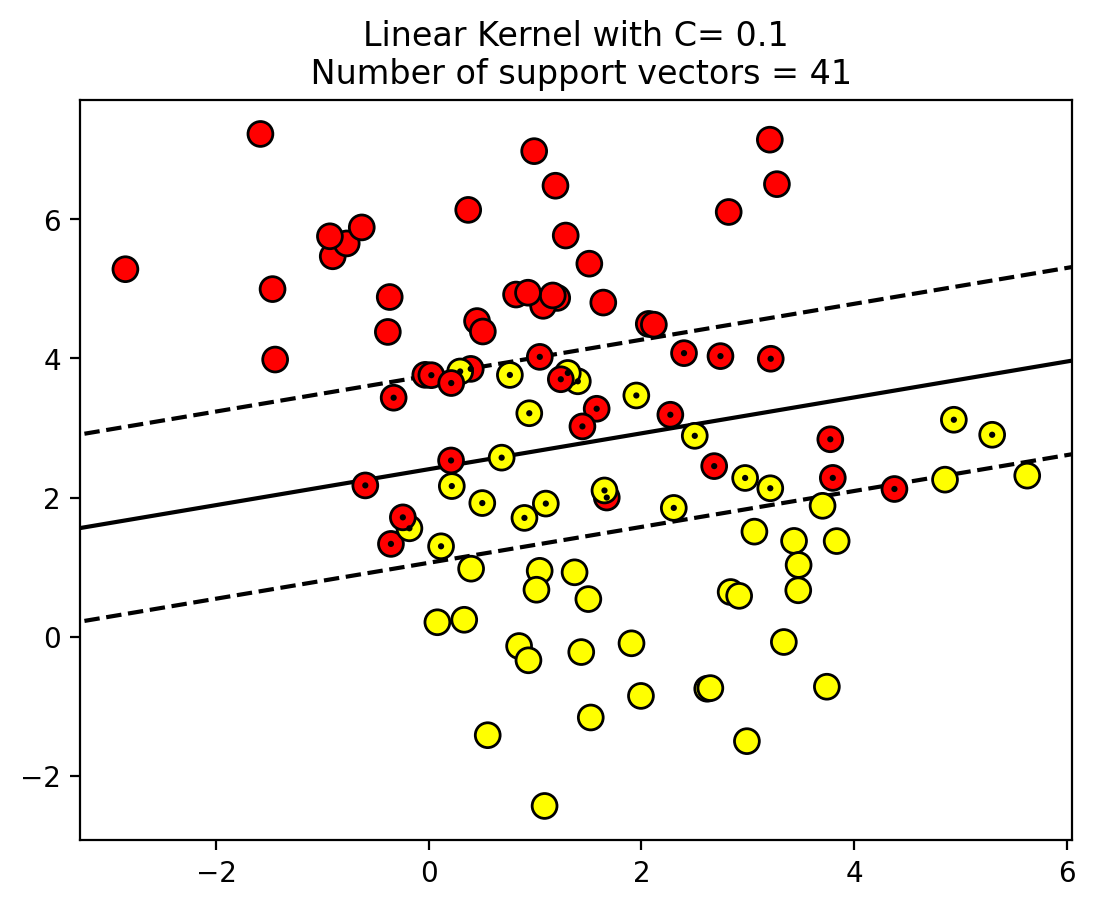 Linear Kernel with C= 0.1
Number of support vectors = 41
6
4
2
0
−2
−2 0 2 4 6